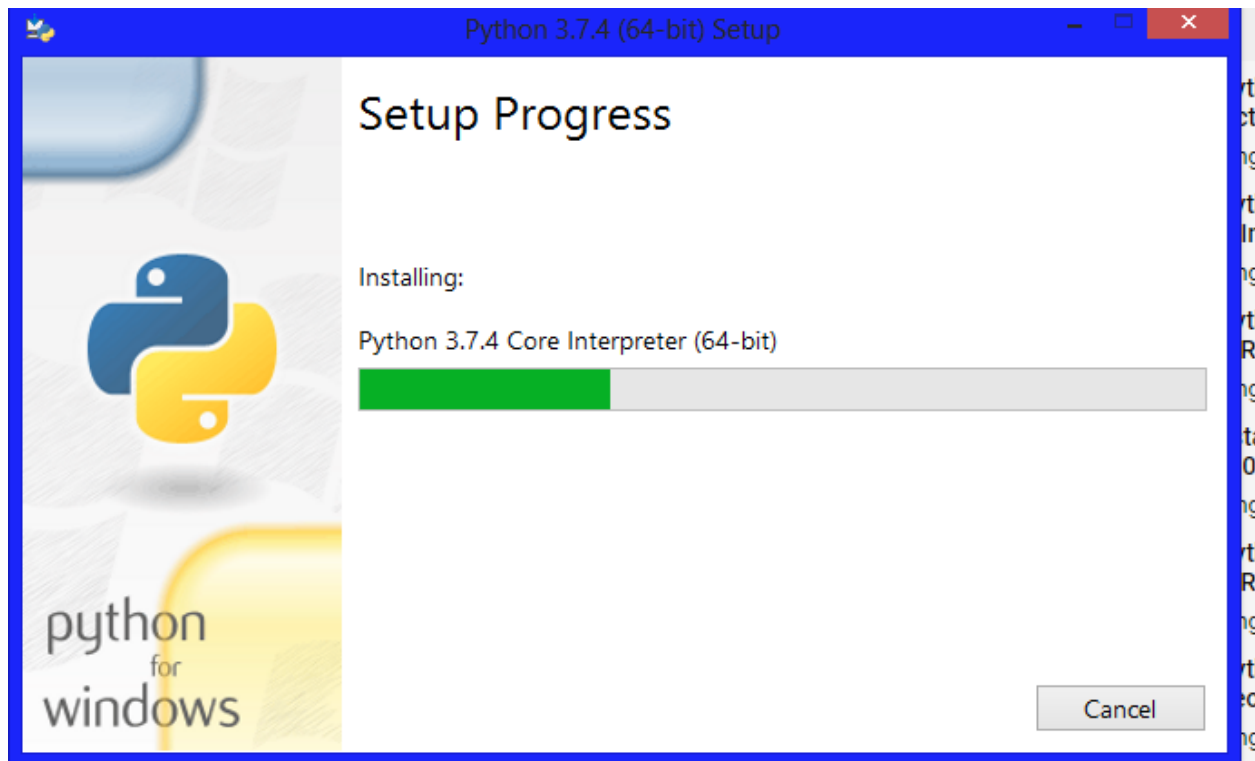 Python 3.7.4 (64-bit) Setup
Setup Progress
Installing:
Python 3.7.4 Core Interpreter (64-bit)
python
for
windows
Cancel